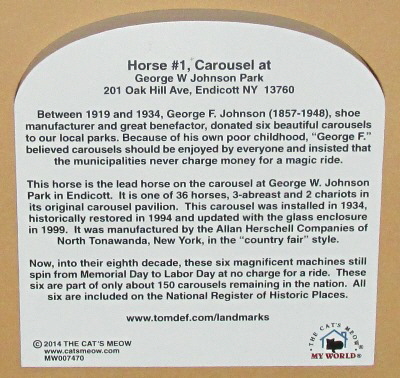 Horse #1, Carousel at
George W Johnson Park
201 Oak Hill Ave, Endicott NY 13760
Between 1919 and 1934, George F. Johnson (1857-1948), shoe
manufacturer and great benefactor, donated six beautiful carousels
to our local parks. Because of his own poor childhood, “George F.”
believed carousels should be enjoyed by everyone and insisted that
the municipalities never charge money for a magic ride.
This horse is the lead horse on the carousel at George W. Johnson
Park in Endicott. It is one of 36 horses, 3-abreast and 2 chariots in
its original carousel pavilion. This carousel was installed in 1934,
historically restored in 1994 and updated with the glass enclosure
in 1999. It was manufactured by the Allan Herschell Companies of
North Tonawanda, New York, in the “country fair” style.
Now, into their eighth decade, these six magnificent machines still
spin from Memorial Day to Labor Day at no charge for a ride. These
six are part of only about 150 carousels remaining in the nation. All
six are included on the National Register of Historic Places.
www.tomdef.com/landmarks
© 2014 THE CAT'S MEOW
www.catsmeow.com
MW007470
THE CAT'S MEOW
MY WORLD®